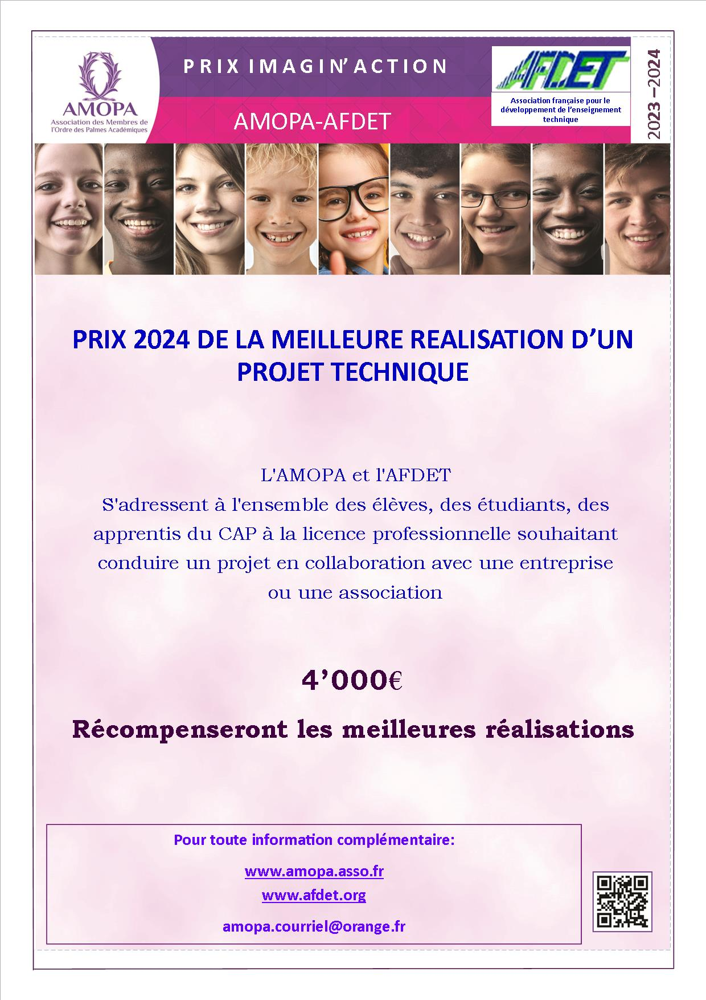 AMOPA
Association des Membres de
l'Ordre des Palmes Académiques
PRIX IMAGIN’ACTION
AMOPA-AFDET
AFDET
Association française pour le
développement de l’enseignement
technique
2023 –2024
PRIX 2024 DE LA MEILLEURE REALISATION D’UN
PROJET TECHNIQUE
L'AMOPA et l'AFDET
S'adressent à l'ensemble des élèves, des étudiants, des
apprentis du CAP à la licence professionnelle souhaitant
conduire un projet en collaboration avec une entreprise
ou une association
4’000€
Récompenseront les meilleures réalisations
Pour toute information complémentaire:
www.amopa.asso.fr
www.afdet.org
amopa.courriel@orange.fr